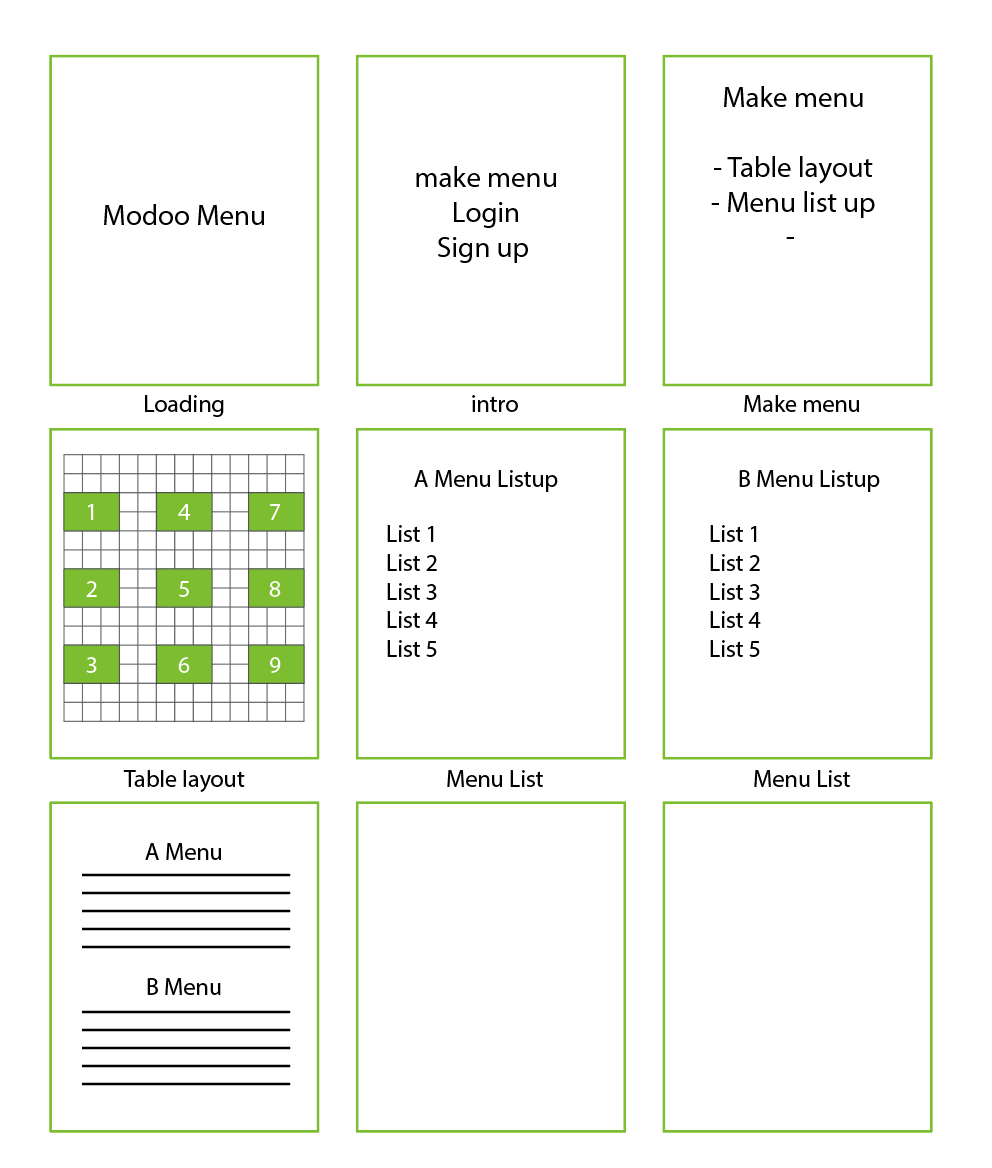 Modoo Menu
Loading
make menu
Login
Sign up
intro
Make menu
- Table layout
- Menu list up
-
Make menu
1 4 7
2 5 8
3 6 9
Table layout
A Menu Listup
List 1
List 2
List 3
List 4
List 5
Menu List
B Menu Listup
List 1
List 2
List 3
List 4
List 5
Menu List
A Menu
B Menu